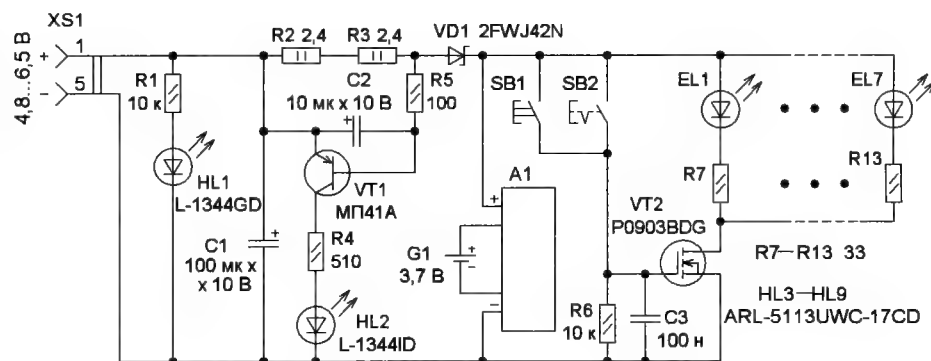 XS1
4,8...6,5 В
+
1
−
5
R1
10 к
HL1
L-1344GD
R2 2,4
R3 2,4
C2
10 мк х 10 В
+
R5
100
VD1 2FWJ42N
VT1
МП41А
C1
100 мк х
х 10 В
+
R4
510
HL2
L-1344ID
SB1
SB2
A1
+
−
G1
3,7 В
+
−
R6
10 к
C3
100 н
VT2
P0903BDG
EL1
R7
EL7
R13
R7—R13 33
HL3—HL9
ARL-5113UWC-17CD